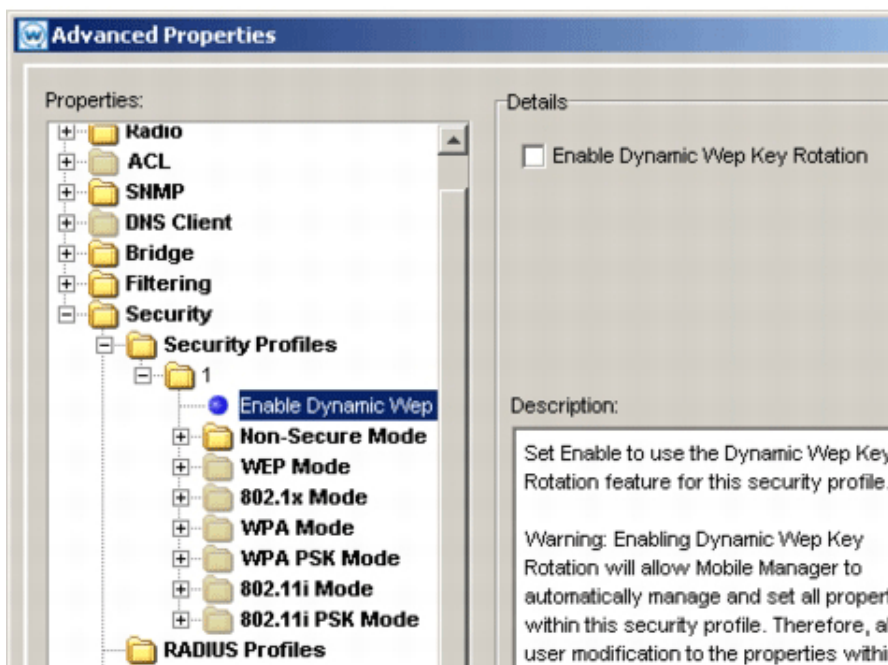 Advanced Properties
Properties:
Radio
ACL
SNMP
DNS Client
Bridge
Filtering
Security
Security Profiles
1
Enable Dynamic Wep
Non-Secure Mode
WEP Mode
802.1x Mode
WPA Mode
WPA PSK Mode
802.11i Mode
802.11i PSK Mode
RADIUS Profiles
Details
Enable Dynamic Wep Key Rotation
Description:
Set Enable to use the Dynamic Wep Key
Rotation feature for this security profile.
Warning: Enabling Dynamic Wep Key
Rotation will allow Mobile Manager to
automatically manage and set all
within this security profile. Therefore,
user modification to the properties